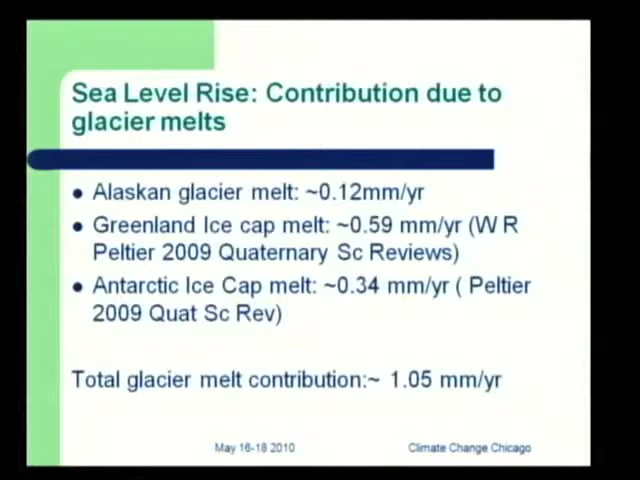 Sea Level Rise: Contribution due to
glacier melts
● Alaskan glacier melt: ~0.12mm/yr
● Greenland Ice cap melt: ~0.59 mm/yr (W R
Peltier 2009 Quaternary Sc Reviews)
● Antarctic Ice Cap melt: ~0.34 mm/yr ( Peltier
2009 Quat Sc Rev)
Total glacier melt contribution:~ 1.05 mm/yr
May 16-18 2010 Climate Change Chicago